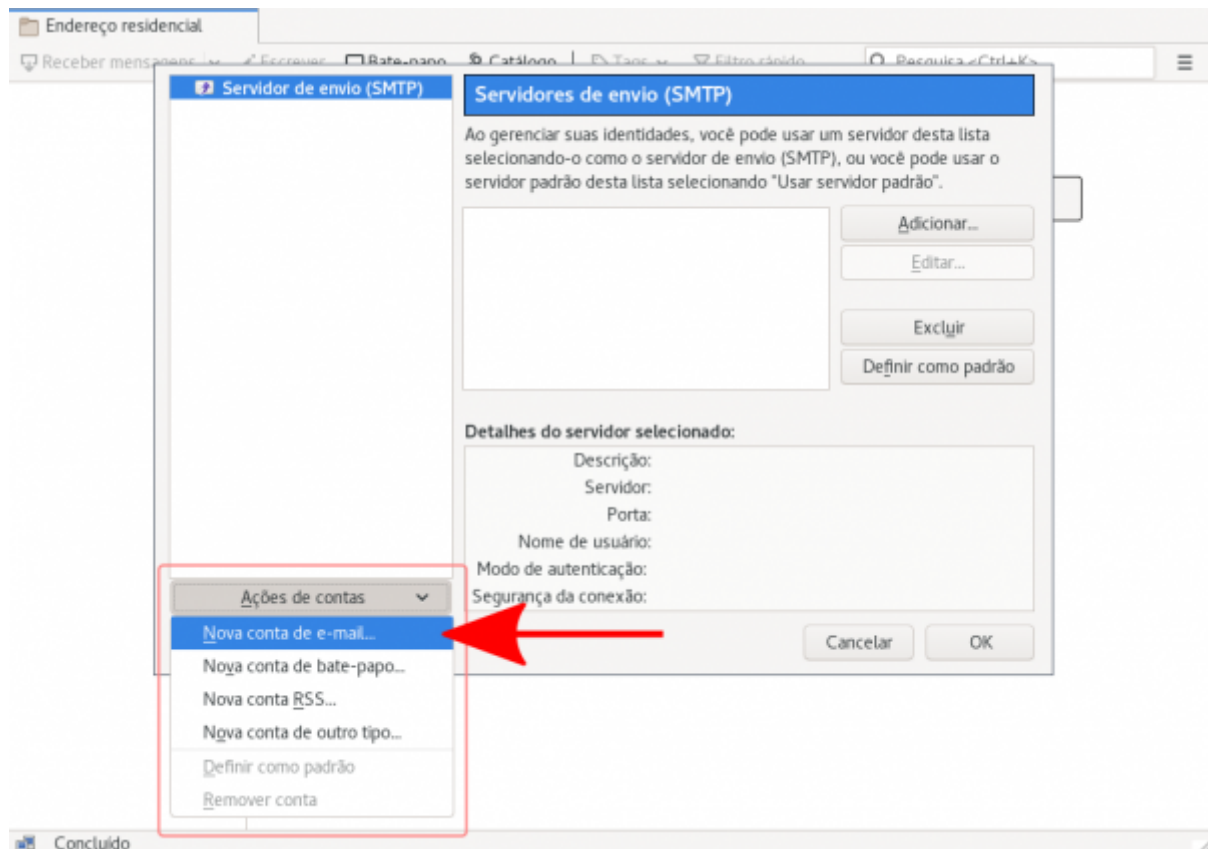 Endereço residencial
Receber mensagens Escrever Bate-papo Catálogo Tags Filtro rápido Pesquisa <Ctrl+K>
Servidor de envio (SMTP)
Servidores de envio (SMTP)
Ao gerenciar suas identidades, você pode usar um servidor desta lista
selecionando-o como o servidor de envio (SMTP), ou você pode usar o
servidor padrão desta lista selecionando "Usar servidor padrão".
Adicionar...
Editar...
Excluir
Definir como padrão
Detalhes do servidor selecionado:
Descrição:
Servidor:
Porta:
Nome de usuário:
Modo de autenticação:
Segurança da conexão:
Ações de contas
Nova conta de e-mail...
Nova conta de bate-papo...
Nova conta RSS...
Nova conta de outro tipo...
Definir como padrão
Remover conta
Cancelar
OK
Concluído